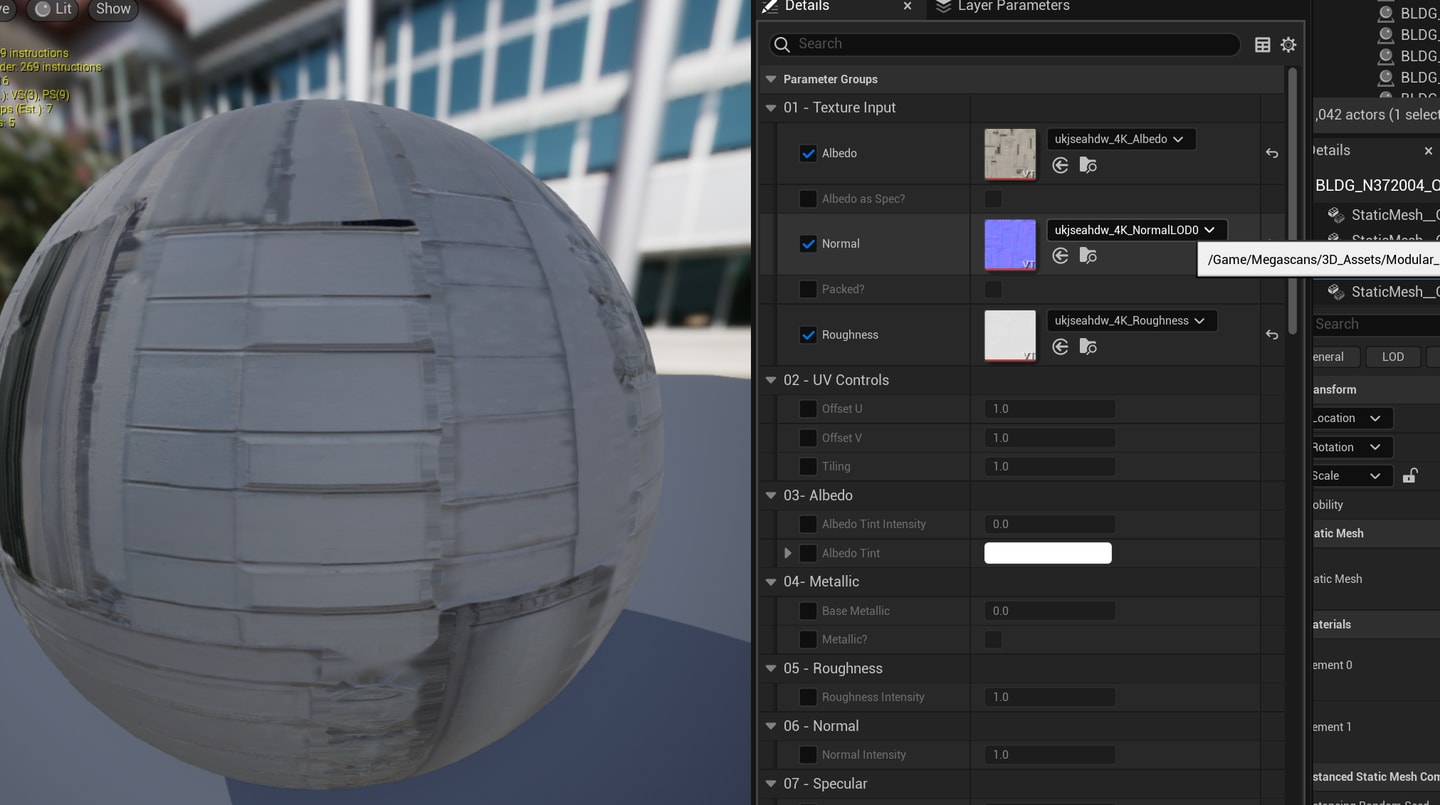 ve
Lit
Show
9 instructions
der: 269 instructions
6
.): VS(3), PS(9)
ps (Est.): 7
s: 5
Details
Layer Parameters
Search
Parameter Groups
01 - Texture Input
Albedo
VT
ukjseahdw_4K_Albedo
Albedo as Spec?
Normal
VT
ukjseahdw_4K_NormalLOD0
Packed?
Roughness
VT
ukjseahdw_4K_Roughness
02 - UV Controls
Offset U
1.0
Offset V
1.0
Tiling
1.0
03- Albedo
Albedo Tint Intensity
0.0
Albedo Tint
04- Metallic
Base Metallic
0.0
Metallic?
05 - Roughness
Roughness Intensity
1.0
06 - Normal
Normal Intensity
1.0
07 - Specular
BLDG_
BLDG_
BLDG_
BLDG_
,042 actors (1 select
Details
BLDG_N372004_O
StaticMesh__C
/Game/Megascans/3D_Assets/Modular_
StaticMesh__C
Search
eneral
LOD
ansform
Location
Rotation
Scale
obility
atic Mesh
atic Mesh
aterials
ement 0
ement 1
stanced Static Mesh Com